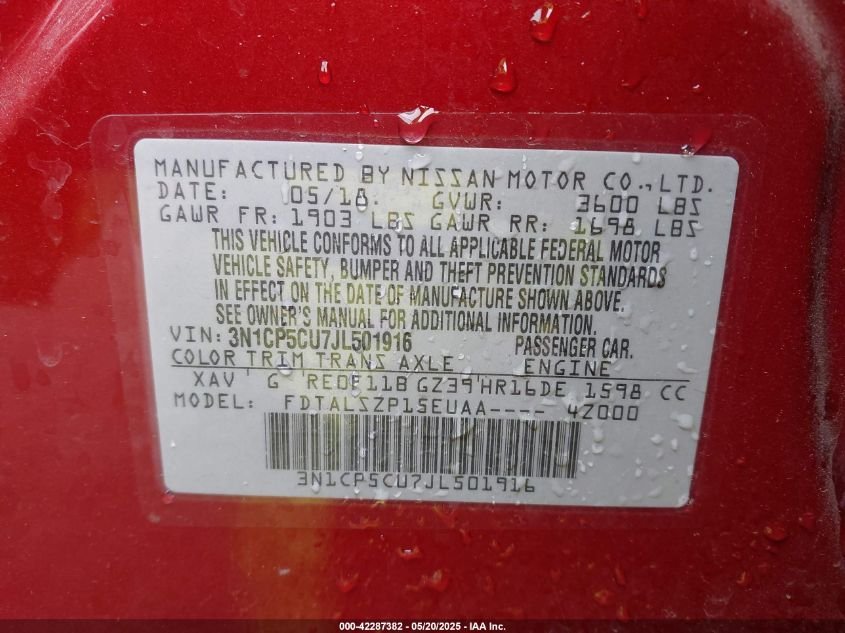 MANUFACTURED BY NISSAN MOTOR CO., LTD.
DATE: 05/18 GVWR: 3600 LBS
GAWR FR: 1903 LBS GAWR RR: 1698 LBS
THIS VEHICLE CONFORMS TO ALL APPLICABLE FEDERAL MOTOR
VEHICLE SAFETY, BUMPER AND THEFT PREVENTION STANDARDS
IN EFFECT ON THE DATE OF MANUFACTURE SHOWN ABOVE.
SEE OWNER'S MANUAL FOR ADDITIONAL INFORMATION.
VIN: 3N1CP5CU7JL501916 PASSENGER CAR.
COLOR TRIM TRANS AXLE ENGINE
XAV G RE0F11B GZ39 HR16DE 1598 CC
MODEL: FDTALSZP15EUAA---- 4Z000
3N1CP5CU7JL501916
000-42287382 - 05/20/2025 - IAA Inc.